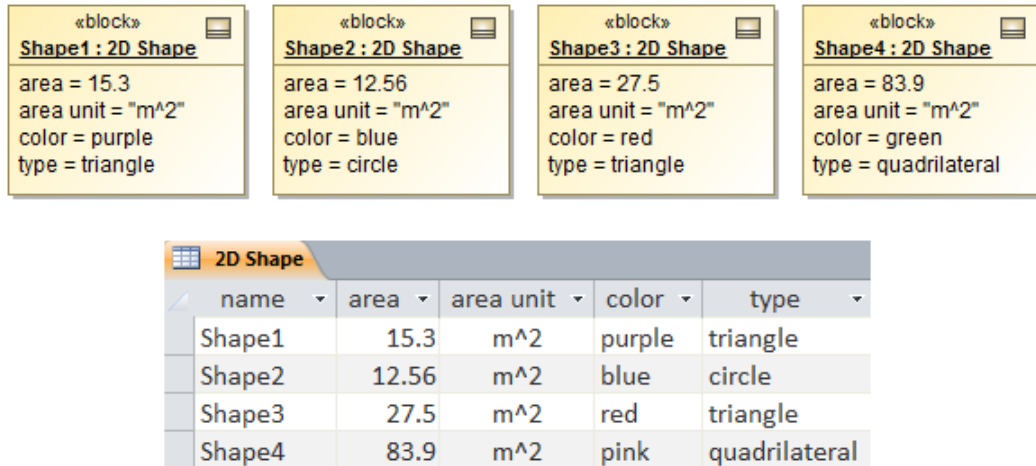 «block»
Shape1 : 2D Shape
area = 15.3
area unit = "m^2"
color = purple
type = triangle
«block»
Shape2 : 2D Shape
area = 12.56
area unit = "m^2"
color = blue
type = circle
«block»
Shape3 : 2D Shape
area = 27.5
area unit = "m^2"
color = red
type = triangle
«block»
Shape4 : 2D Shape
area = 83.9
area unit = "m^2"
color = green
type = quadrilateral
2D Shape
name area area unit color type
Shape1 15.3 m^2 purple triangle
Shape2 12.56 m^2 blue circle
Shape3 27.5 m^2 red triangle
Shape4 83.9 m^2 pink quadrilateral